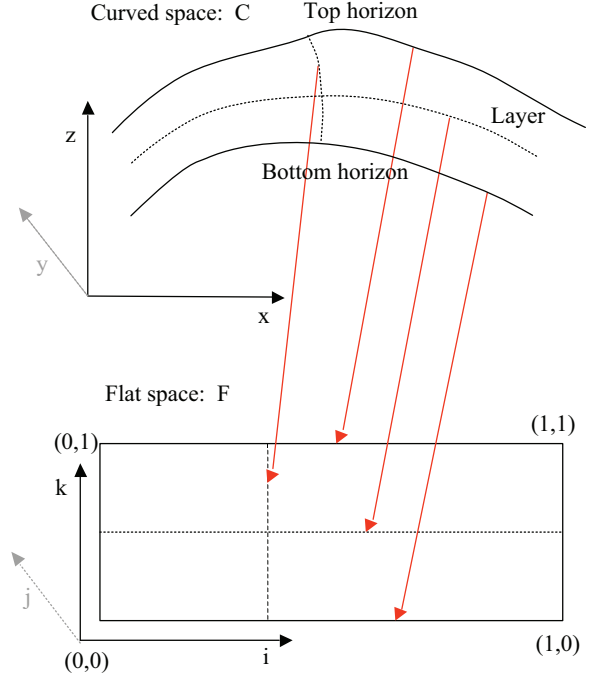 Curved space: C
Top horizon
z
Layer
Bottom horizon
y
x
Flat space: F
(0,1)
(1,1)
k
j
(0,0)
i
(1,0)